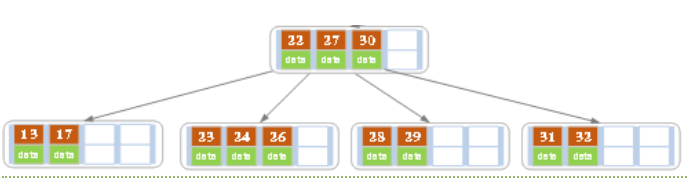 22 27 30
data data data
13 17 23 24 26 28 29 31 32
data data data data data data data data data